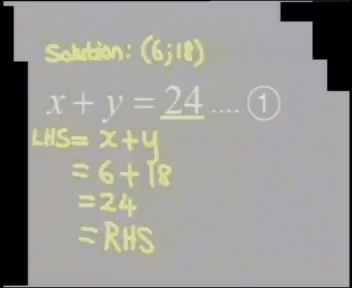 Solution: (6;18)
x + y = 24 .... ①
LHS = x + y
= 6 + 18
= 24
= RHS